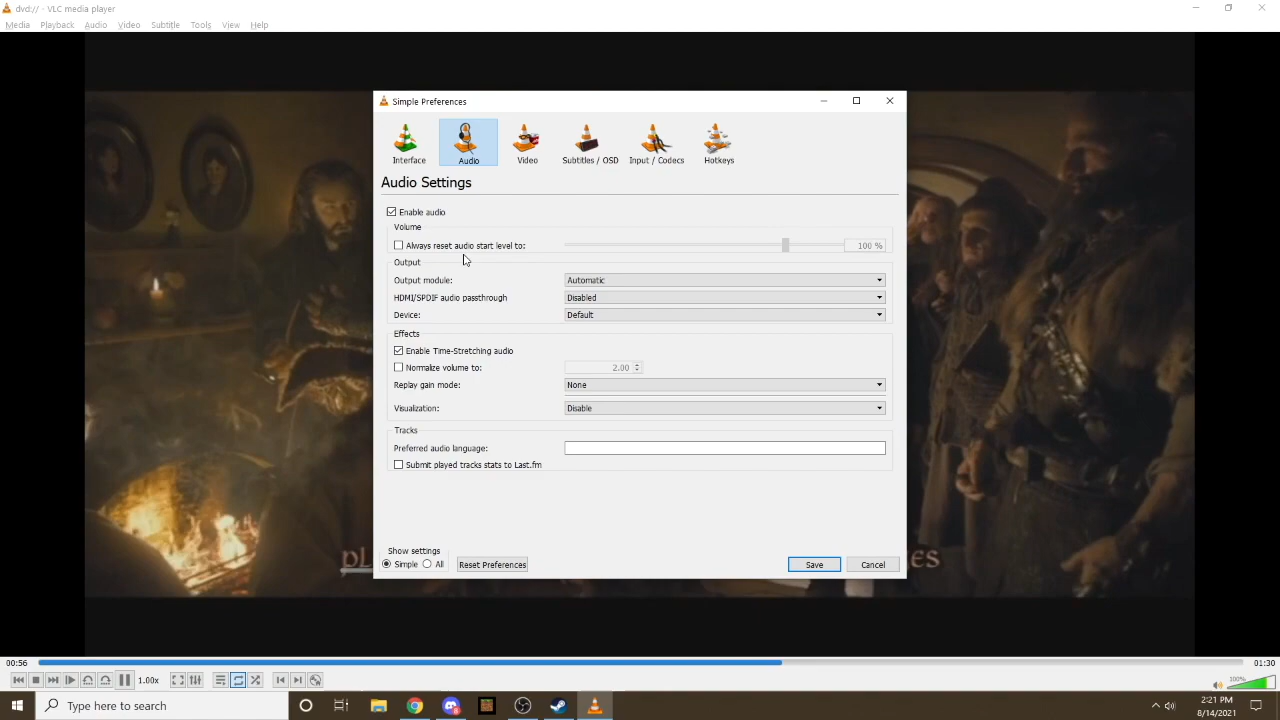 dvd:// - VLC media player
Media Playback Audio Video Subtitle Tools View Help
Simple Preferences
Interface Audio Video Subtitles / OSD Input / Codecs Hotkeys
Audio Settings
Enable audio
Volume
Always reset audio start level to: 100 %
Output
Output module: Automatic
HDMI/SPDIF audio passthrough Disabled
Device: Default
Effects
Enable Time-Stretching audio
Normalize volume to: 2.00
Replay gain mode: None
Visualization: Disable
Tracks
Preferred audio language:
Submit played tracks stats to Last.fm
Show settings
Simple All Reset Preferences Save Cancel
00:56 01:30
1.00x 100%
Type here to search
2:21 PM
8/14/2021